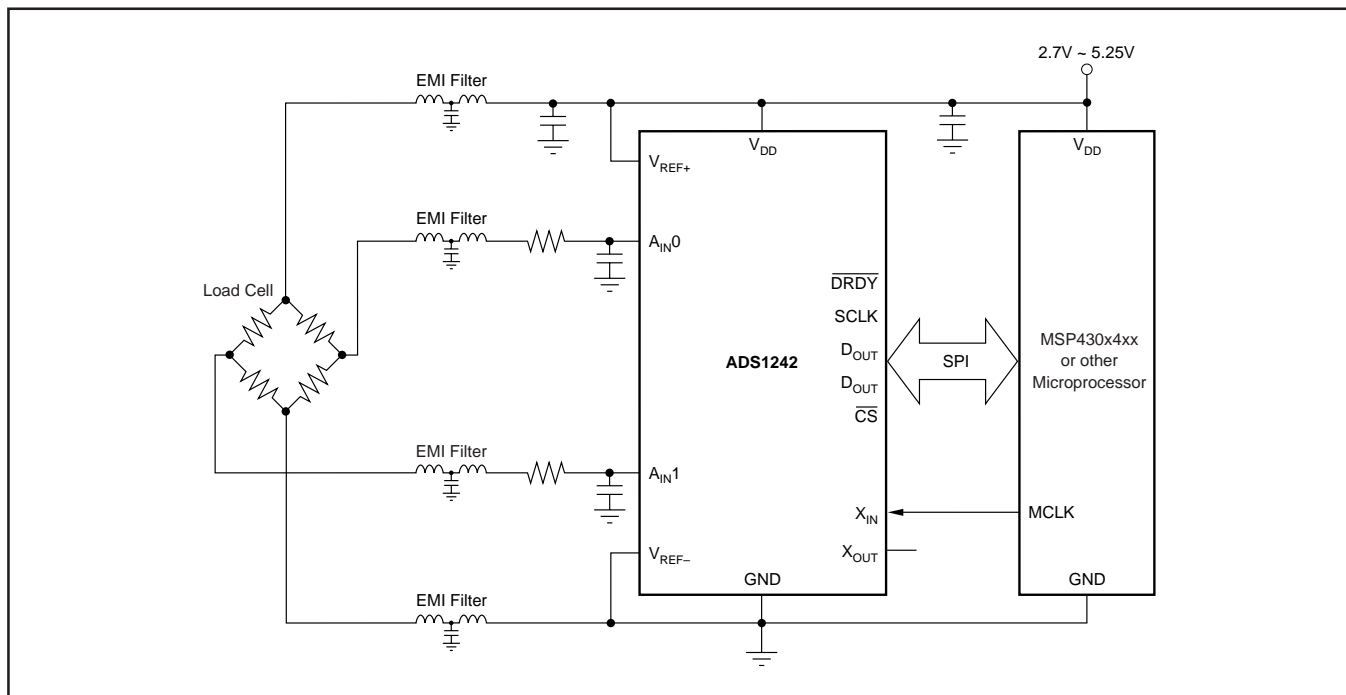 2.7V ~ 5.25V
EMI Filter
VDD
VDD
VREF+
EMI Filter
AIN0
DRDY
Load Cell
SCLK
MSP430x4xx
or other
Microprocessor
ADS1242
DOUT
SPI
DOUT
CS
EMI Filter
AIN1
XIN
MCLK
XOUT
VREF–
GND
GND
EMI Filter